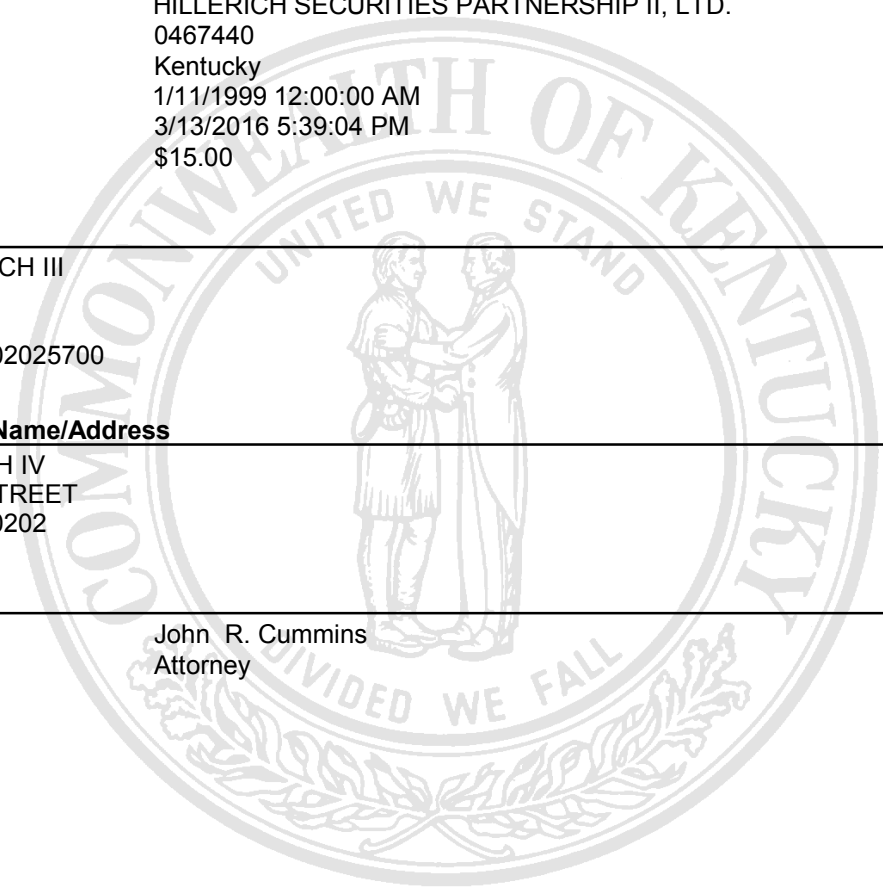 HILLERICH SECURITIES PARTNERSHIP II, LTD.
0467440
Kentucky
1/11/1999 12:00:00 AM
3/13/2016 5:39:04 PM
$15.00
COMMONWEALTH OF KENTUCKY
UNITED WE STAND
CH III
02025700
Name/Address
H IV
TREET
0202
John R. Cummins
Attorney
DIVIDED WE FALL